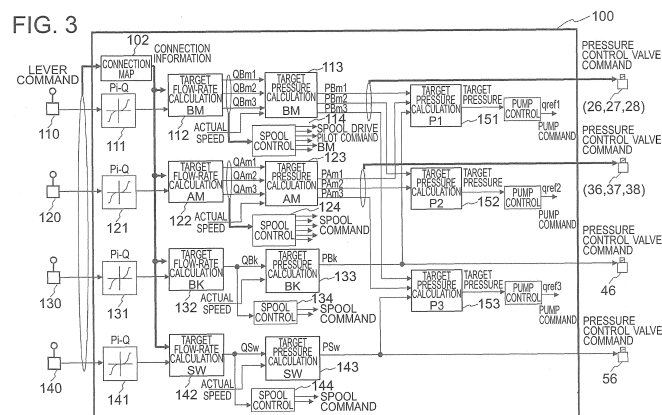 FIG. 3
100
102
CONNECTION MAP
CONNECTION INFORMATION
LEVER COMMAND
110
Pi-Q
111
TARGET FLOW-RATE CALCULATION BM
112
QBm1
QBm2
QBm3
ACTUAL SPEED
113
TARGET PRESSURE CALCULATION BM
PBm1
PBm2
PBm3
114
SPOOL CONTROL
SPOOL DRIVE PILOT COMMAND BM
TARGET PRESSURE CALCULATION P1
151
TARGET PRESSURE
PUMP CONTROL
qref1
PUMP COMMAND
PRESSURE CONTROL VALVE COMMAND
(26,27,28)
120
Pi-Q
121
TARGET FLOW-RATE CALCULATION AM
122
QAm1
QAm2
QAm3
ACTUAL SPEED
123
TARGET PRESSURE CALCULATION AM
PAm1
PAm2
PAm3
124
SPOOL CONTROL
SPOOL COMMAND
TARGET PRESSURE CALCULATION P2
152
TARGET PRESSURE
PUMP CONTROL
qref2
PUMP COMMAND
PRESSURE CONTROL VALVE COMMAND
(36,37,38)
130
Pi-Q
131
TARGET FLOW-RATE CALCULATION BK
132
QBk
ACTUAL SPEED
TARGET PRESSURE CALCULATION BK
PBk
133
134
SPOOL CONTROL
SPOOL COMMAND
TARGET PRESSURE CALCULATION P3
153
TARGET PRESSURE
PUMP CONTROL
qref3
PUMP COMMAND
PRESSURE CONTROL VALVE COMMAND
46
140
Pi-Q
141
TARGET FLOW-RATE CALCULATION SW
142
QSw
ACTUAL SPEED
TARGET PRESSURE CALCULATION SW
PSw
143
144
SPOOL CONTROL
SPOOL COMMAND
PRESSURE CONTROL VALVE COMMAND
56